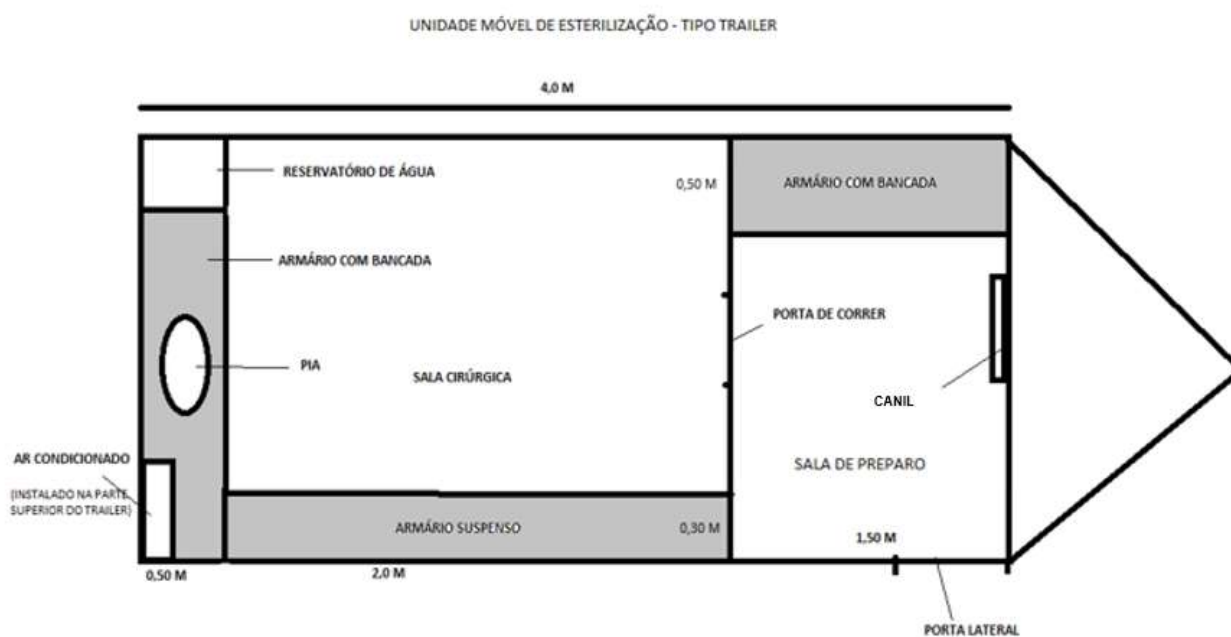 UNIDADE MÓVEL DE ESTERILIZAÇÃO - TIPO TRAILER
4,0 M
RESERVATÓRIO DE ÁGUA
0,50 M
ARMÁRIO COM BANCADA
ARMÁRIO COM BANCADA
PORTA DE CORRER
PIA
SALA CIRÚRGICA
CANIL
AR CONDICIONADO
(INSTALADO NA PARTE
SUPERIOR DO TRAILER)
SALA DE PREPARO
ARMÁRIO SUSPENSO
0,30 M
1,50 M
0,50 M
2,0 M
PORTA LATERAL